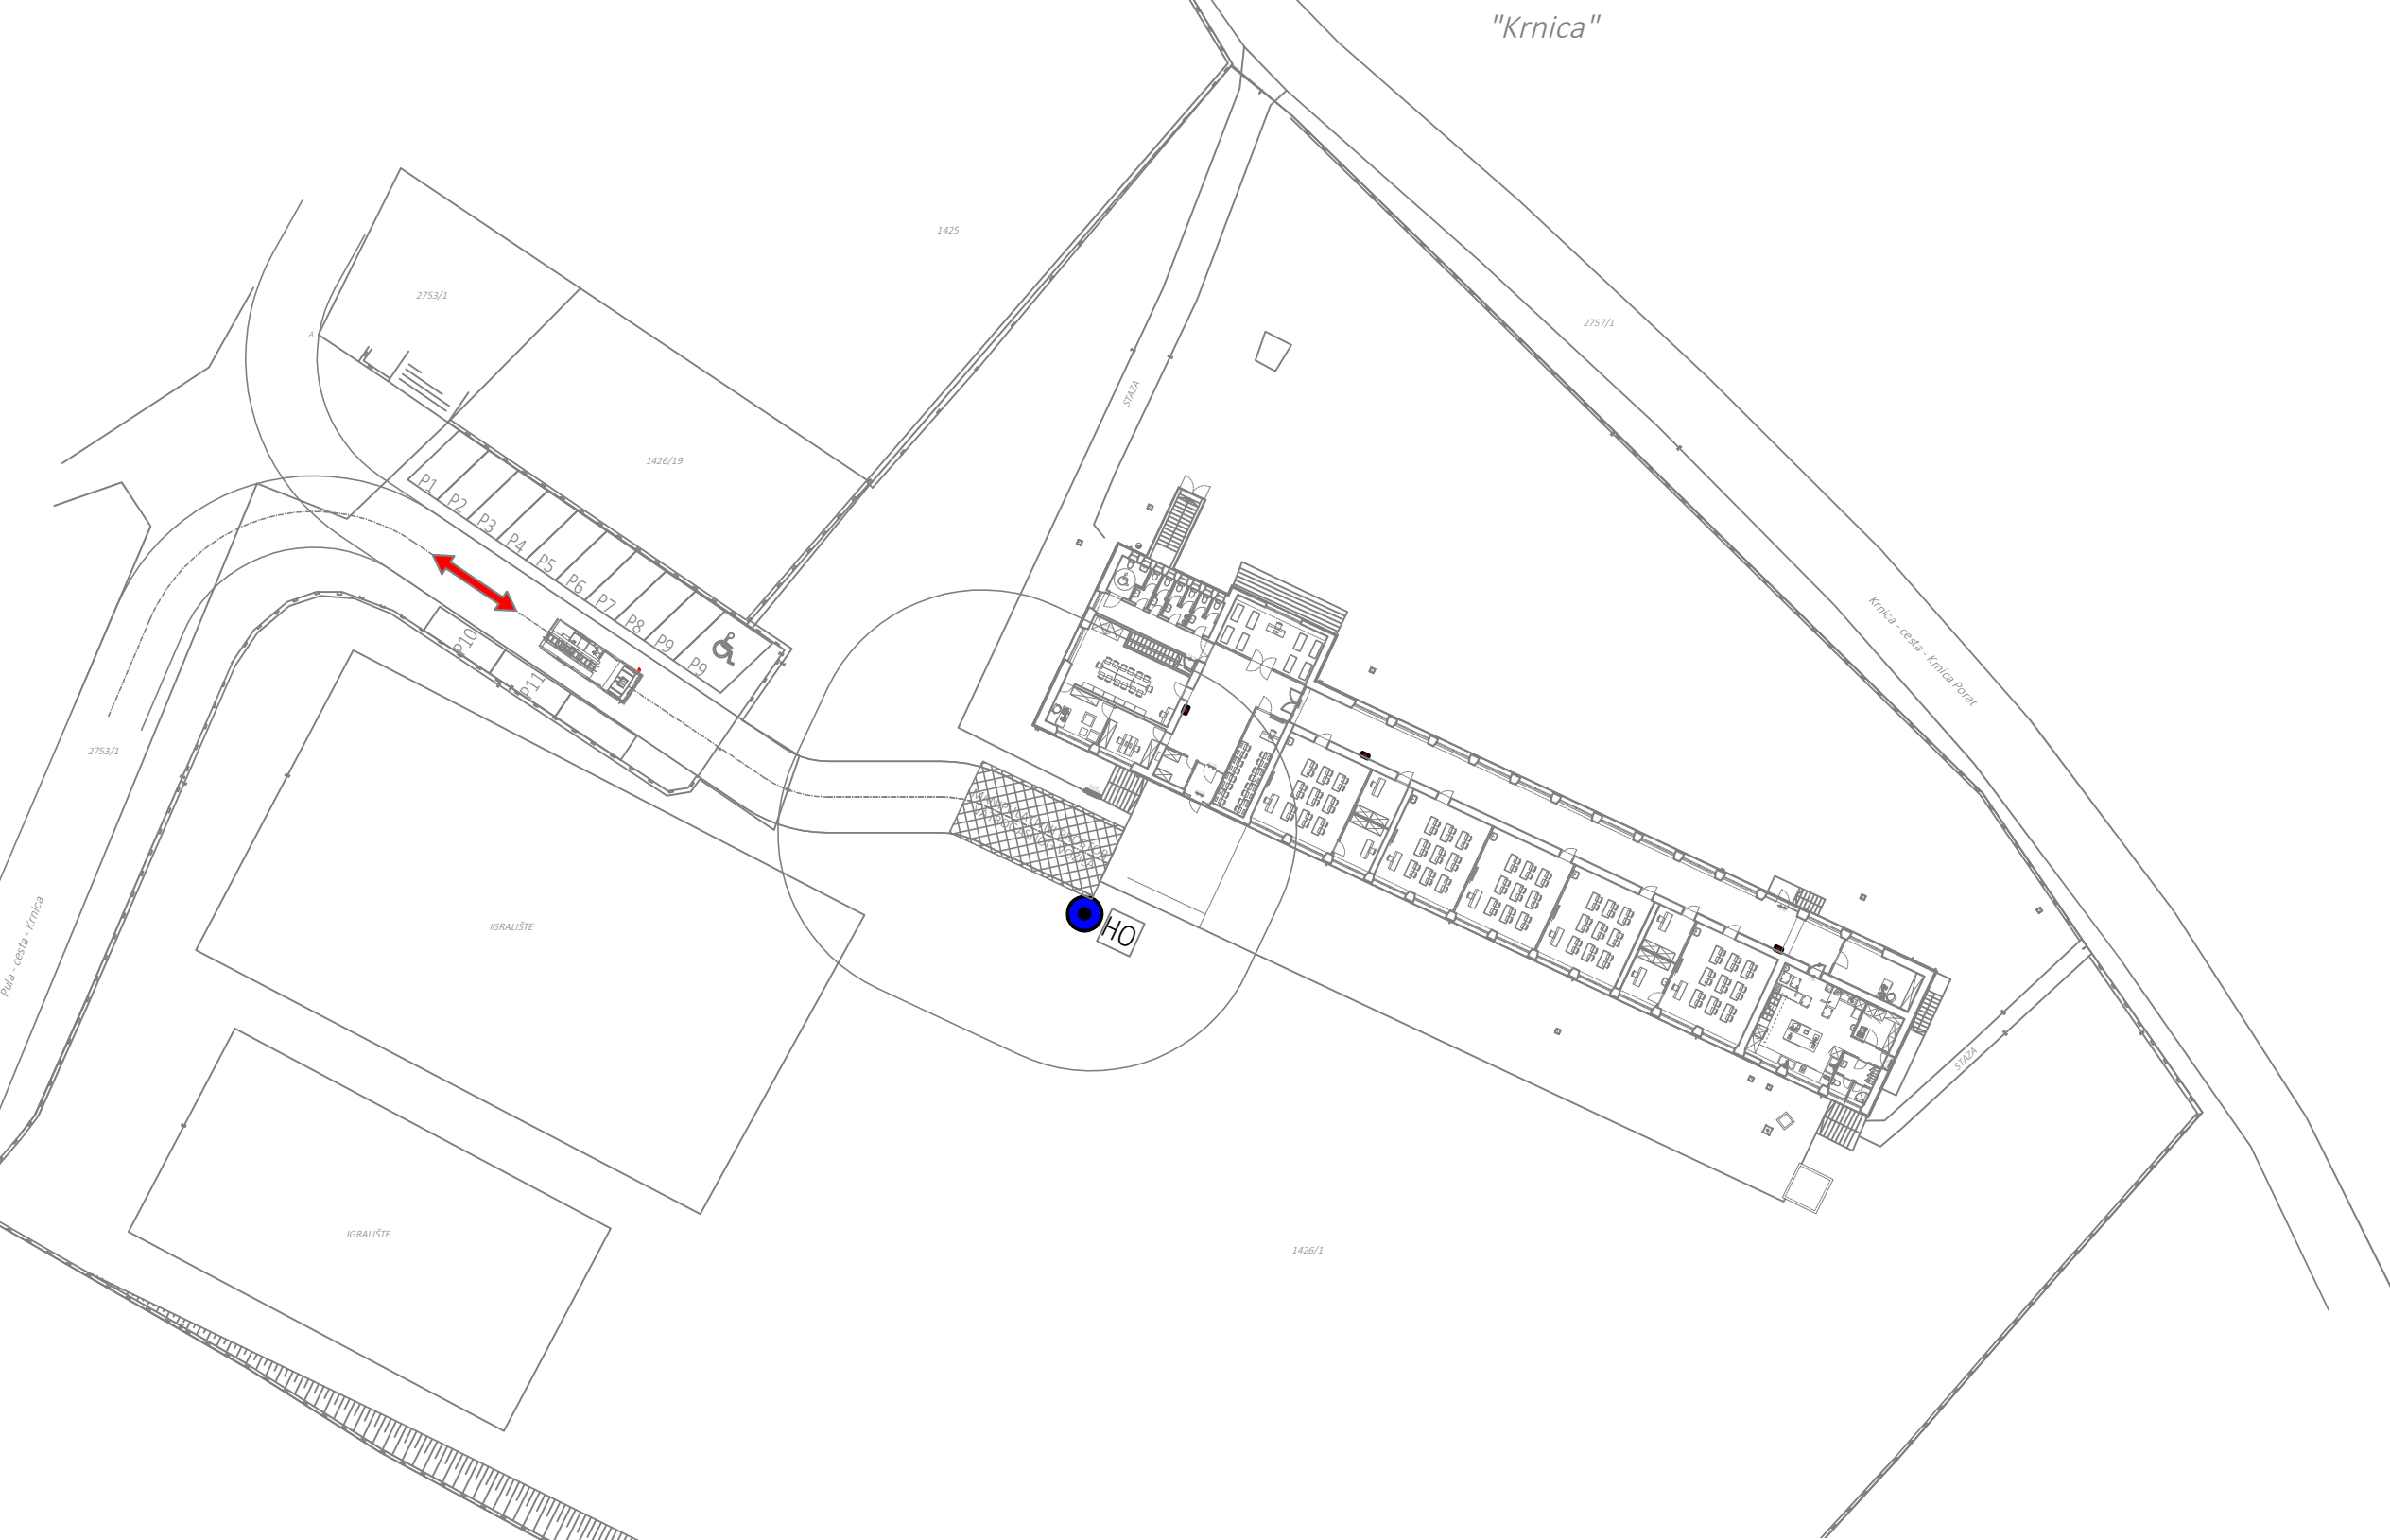 "Krnica"
1425
2753/1
A
2757/1
STAZA
1426/19
P1
P2
P3
P4
P5
P6
P7
P8
P9
P9
P10
P11
Krnica - cesta - Krnica Porat
2753/1
Pula - cesta - Krnica
IGRALIŠTE
HO
STAZA
IGRALIŠTE
1426/1